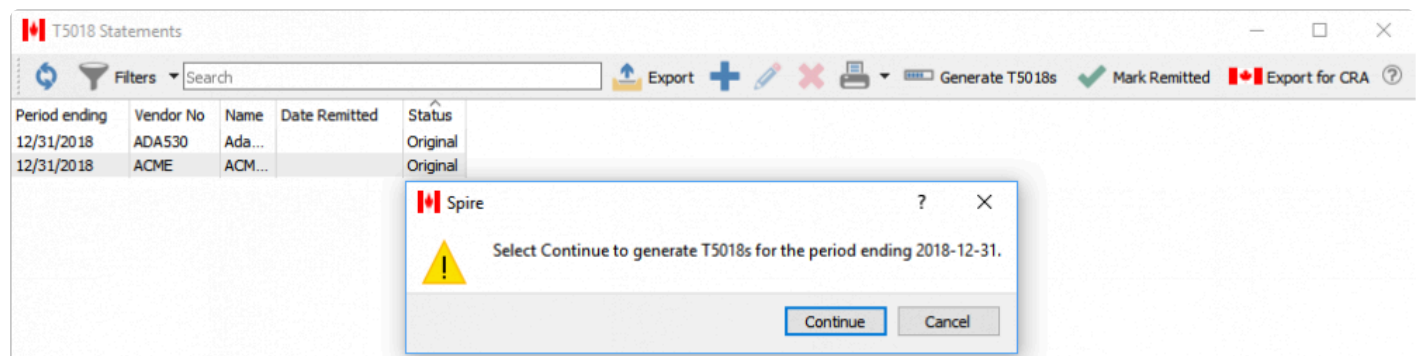 T5018 Statements
Filters Search Export Generate T5018s Mark Remitted Export for CRA ?
Period ending Vendor No Name Date Remitted Status
12/31/2018 ADA530 Ada... Original
12/31/2018 ACME ACM... Original
Spire ?
Select Continue to generate T5018s for the period ending 2018-12-31.
Continue Cancel